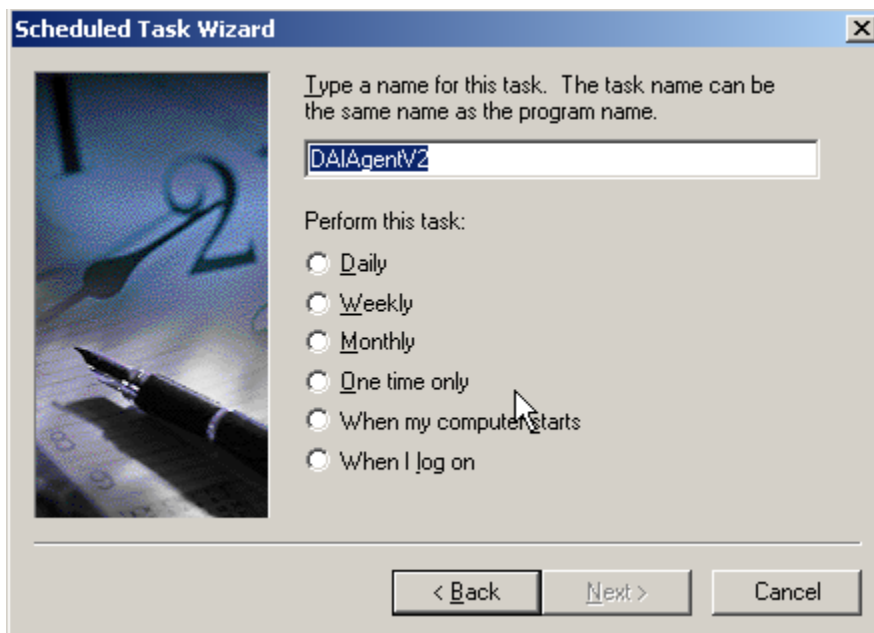 Scheduled Task Wizard
Type a name for this task. The task name can be
the same name as the program name.
DAIAgentV2
Perform this task:
Daily
Weekly
Monthly
One time only
When my computer starts
When I log on
< Back
Next >
Cancel